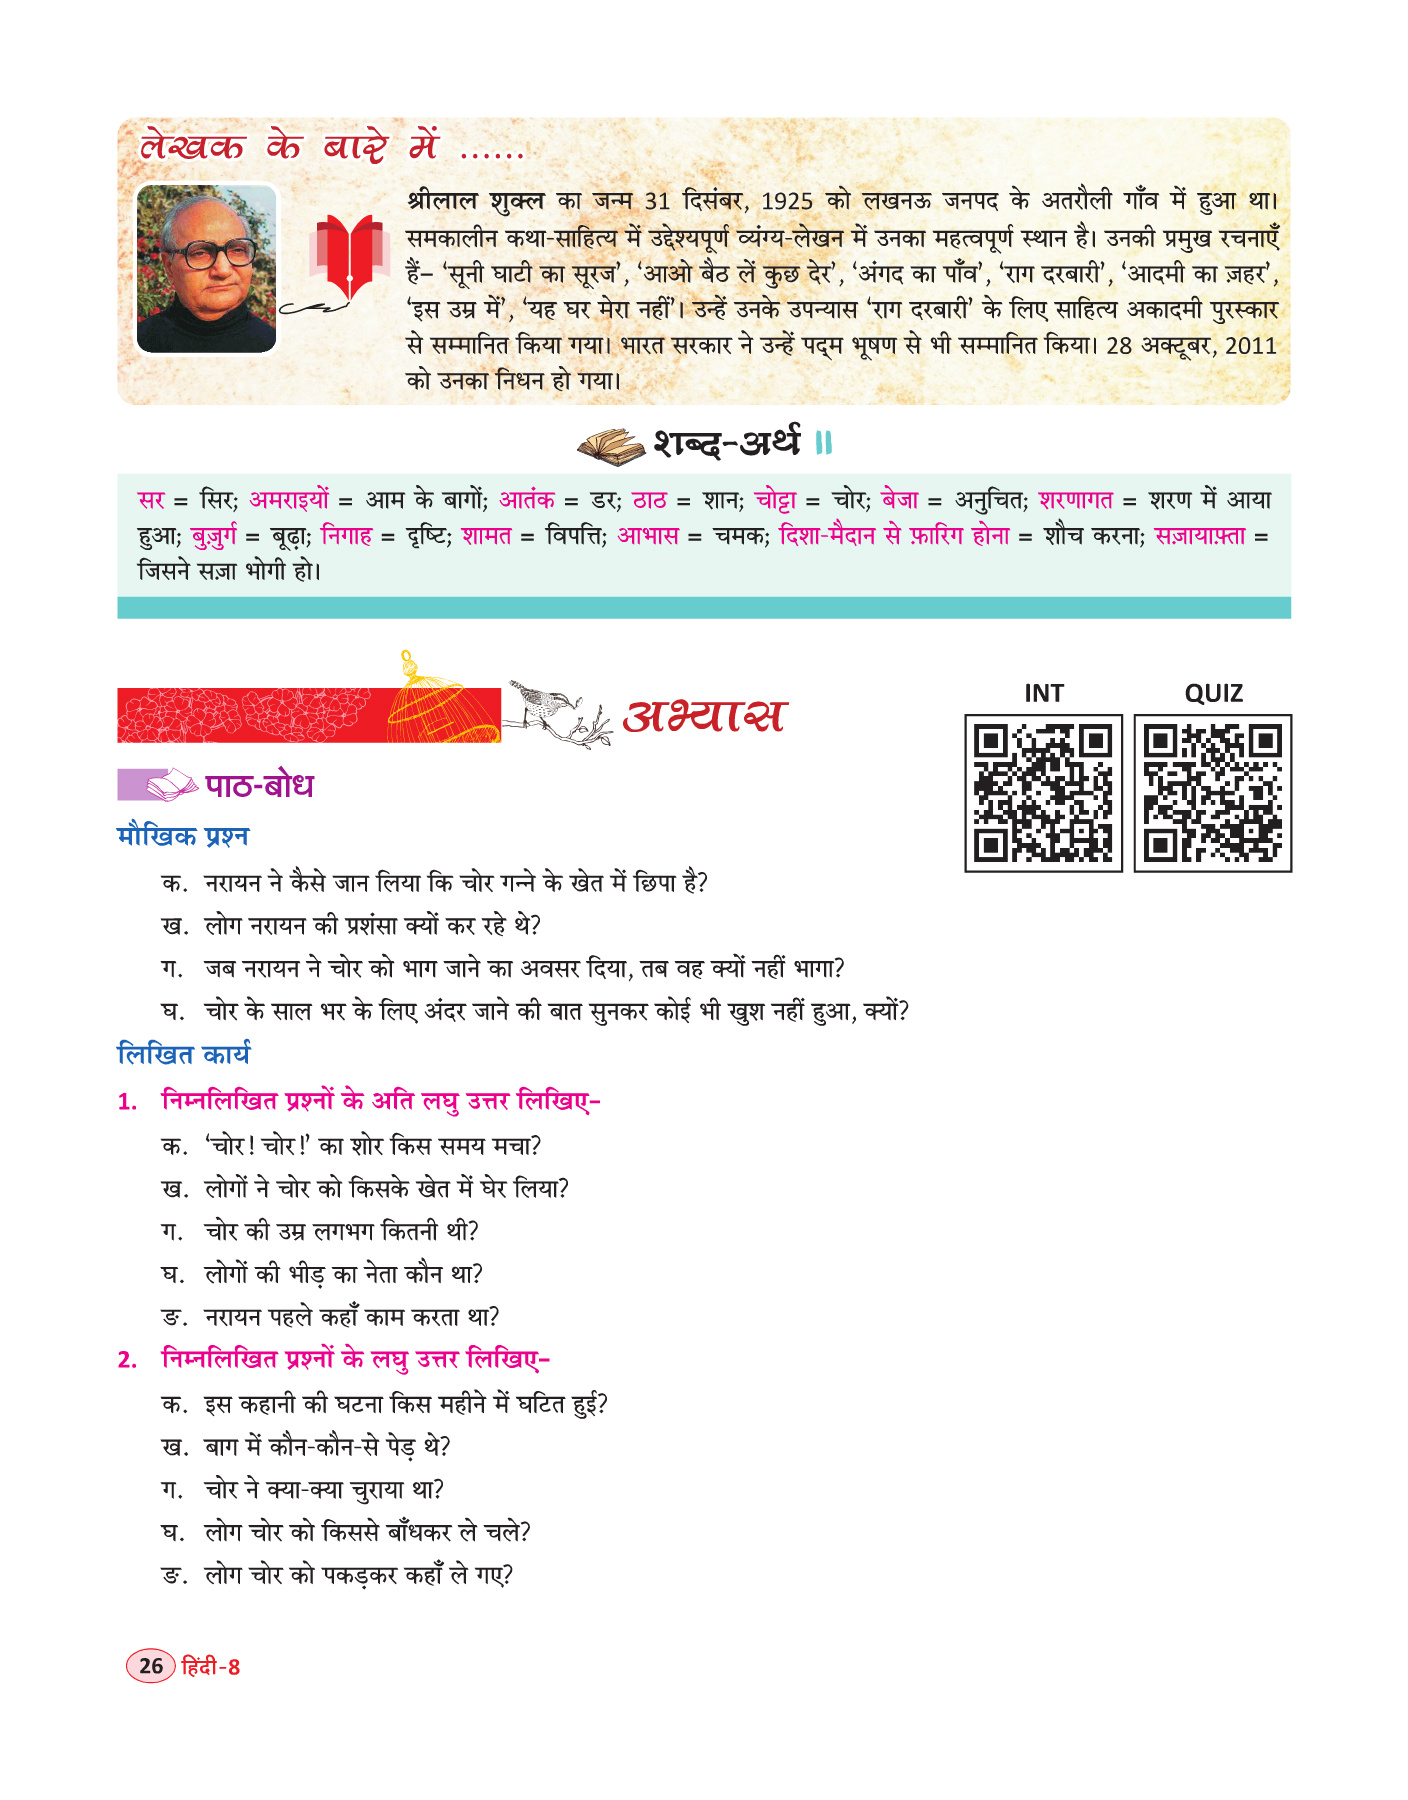 लेखक के बारे में ......
श्रीलाल शुक्ल का जन्म 31 दिसंबर, 1925 को लखनऊ जनपद के अतरौली गाँव में हुआ था।
समकालीन कथा-साहित्य में उद्देश्यपूर्ण व्यंग्य-लेखन में उनका महत्वपूर्ण स्थान है। उनकी प्रमुख रचनाएँ
हैं– ‘सूनी घाटी का सूरज’, ‘आओ बैठ लें कुछ देर’, ‘अंगद का पाँव’, ‘राग दरबारी’, ‘आदमी का ज़हर’,
‘इस उम्र में’, ‘यह घर मेरा नहीं’। उन्हें उनके उपन्यास ‘राग दरबारी’ के लिए साहित्य अकादमी पुरस्कार
से सम्मानित किया गया। भारत सरकार ने उन्हें पद्म भूषण से भी सम्मानित किया। 28 अक्टूबर, 2011
को उनका निधन हो गया।
शब्द-अर्थ
सर = सिर; अमराइयों = आम के बागों; आतंक = डर; ठाठ = शान; चोट्टा = चोर; बेजा = अनुचित; शरणागत = शरण में आया
हुआ; बुज़ुर्ग = बूढ़ा; निगाह = दृष्टि; शामत = विपत्ति; आभास = चमक; दिशा-मैदान से फ़ारिग होना = शौच करना; सज़ायाफ़्ता =
जिसने सज़ा भोगी हो।
अभ्यास
INT QUIZ
पाठ-बोध
मौखिक प्रश्न
क. नरायन ने कैसे जान लिया कि चोर गन्ने के खेत में छिपा है?
ख. लोग नरायन की प्रशंसा क्यों कर रहे थे?
ग. जब नरायन ने चोर को भाग जाने का अवसर दिया, तब वह क्यों नहीं भागा?
घ. चोर के साल भर के लिए अंदर जाने की बात सुनकर कोई भी खुश नहीं हुआ, क्यों?
लिखित कार्य
1. निम्नलिखित प्रश्नों के अति लघु उत्तर लिखिए–
क. ‘चोर! चोर!’ का शोर किस समय मचा?
ख. लोगों ने चोर को किसके खेत में घेर लिया?
ग. चोर की उम्र लगभग कितनी थी?
घ. लोगों की भीड़ का नेता कौन था?
ङ. नरायन पहले कहाँ काम करता था?
2. निम्नलिखित प्रश्नों के लघु उत्तर लिखिए–
क. इस कहानी की घटना किस महीने में घटित हुई?
ख. बाग में कौन-कौन-से पेड़ थे?
ग. चोर ने क्या-क्या चुराया था?
घ. लोग चोर को किससे बाँधकर ले चले?
ङ. लोग चोर को पकड़कर कहाँ ले गए?
26 हिंदी-8